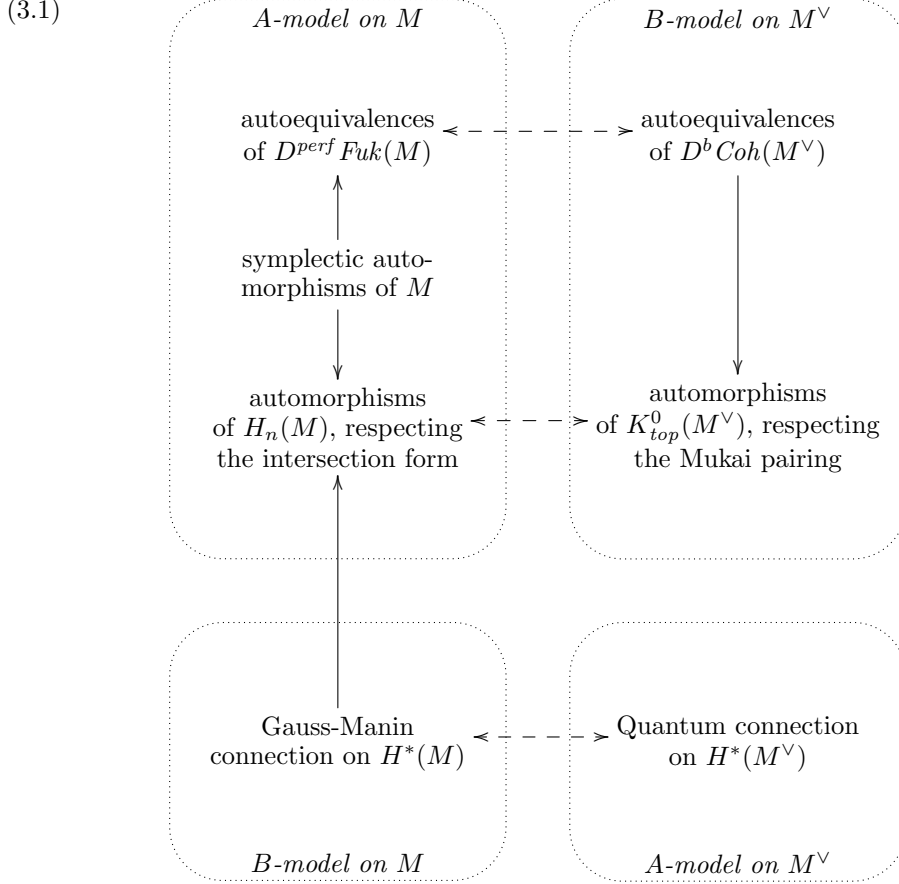 (3.1)
A-model on M
B-model on M∨
autoequivalences
of D^{perf} Fuk(M)
autoequivalences
of D^b Coh(M∨)
symplectic auto-
morphisms of M
automorphisms
of H_n(M), respecting
the intersection form
automorphisms
of K^0_{top}(M∨), respecting
the Mukai pairing
Gauss-Manin
connection on H*(M)
Quantum connection
on H*(M∨)
B-model on M
A-model on M∨